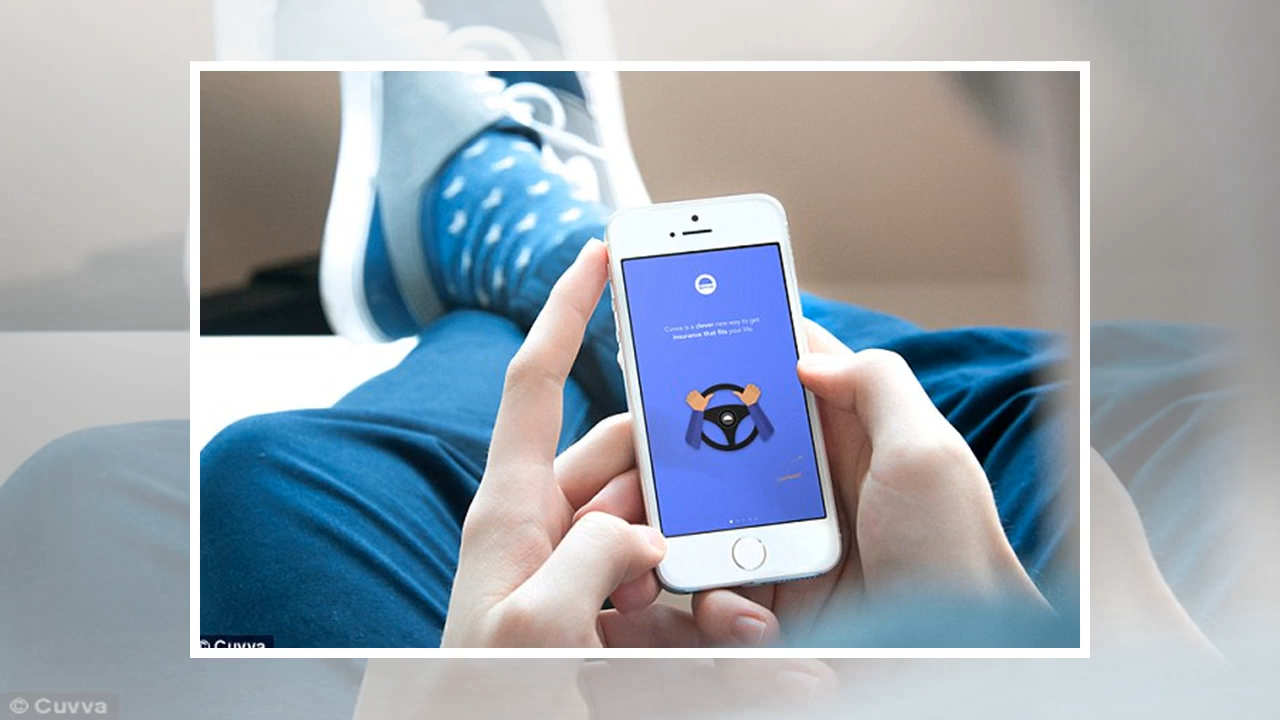 Cuvva is a clever new way to get
insurance that fits your life.
© Cuvva
© Cuvva